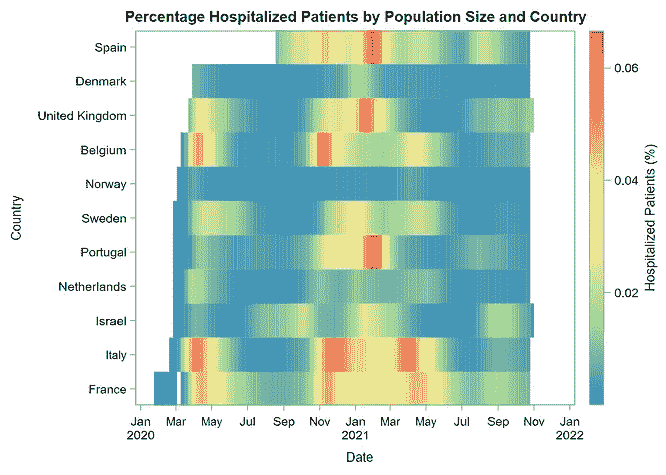 Percentage Hospitalized Patients by Population Size and Country
Spain
Denmark
United Kingdom
Belgium
Norway
Sweden
Portugal
Netherlands
Israel
Italy
France
Country
Jan Mar May Jul Sep Nov Jan Mar May Jul Sep Nov Jan
2020 2021 2022
Date
0.06
0.04
0.02
Hospitalized Patients (%)